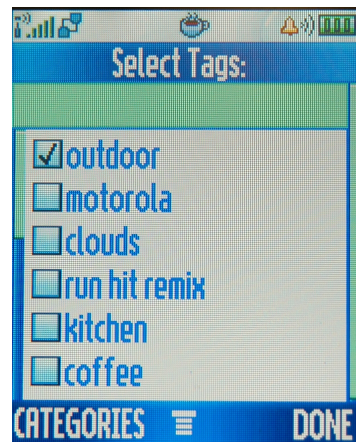 Select Tags:
outdoor
motorola
clouds
run hit remix
kitchen
coffee
CATEGORIES DONE